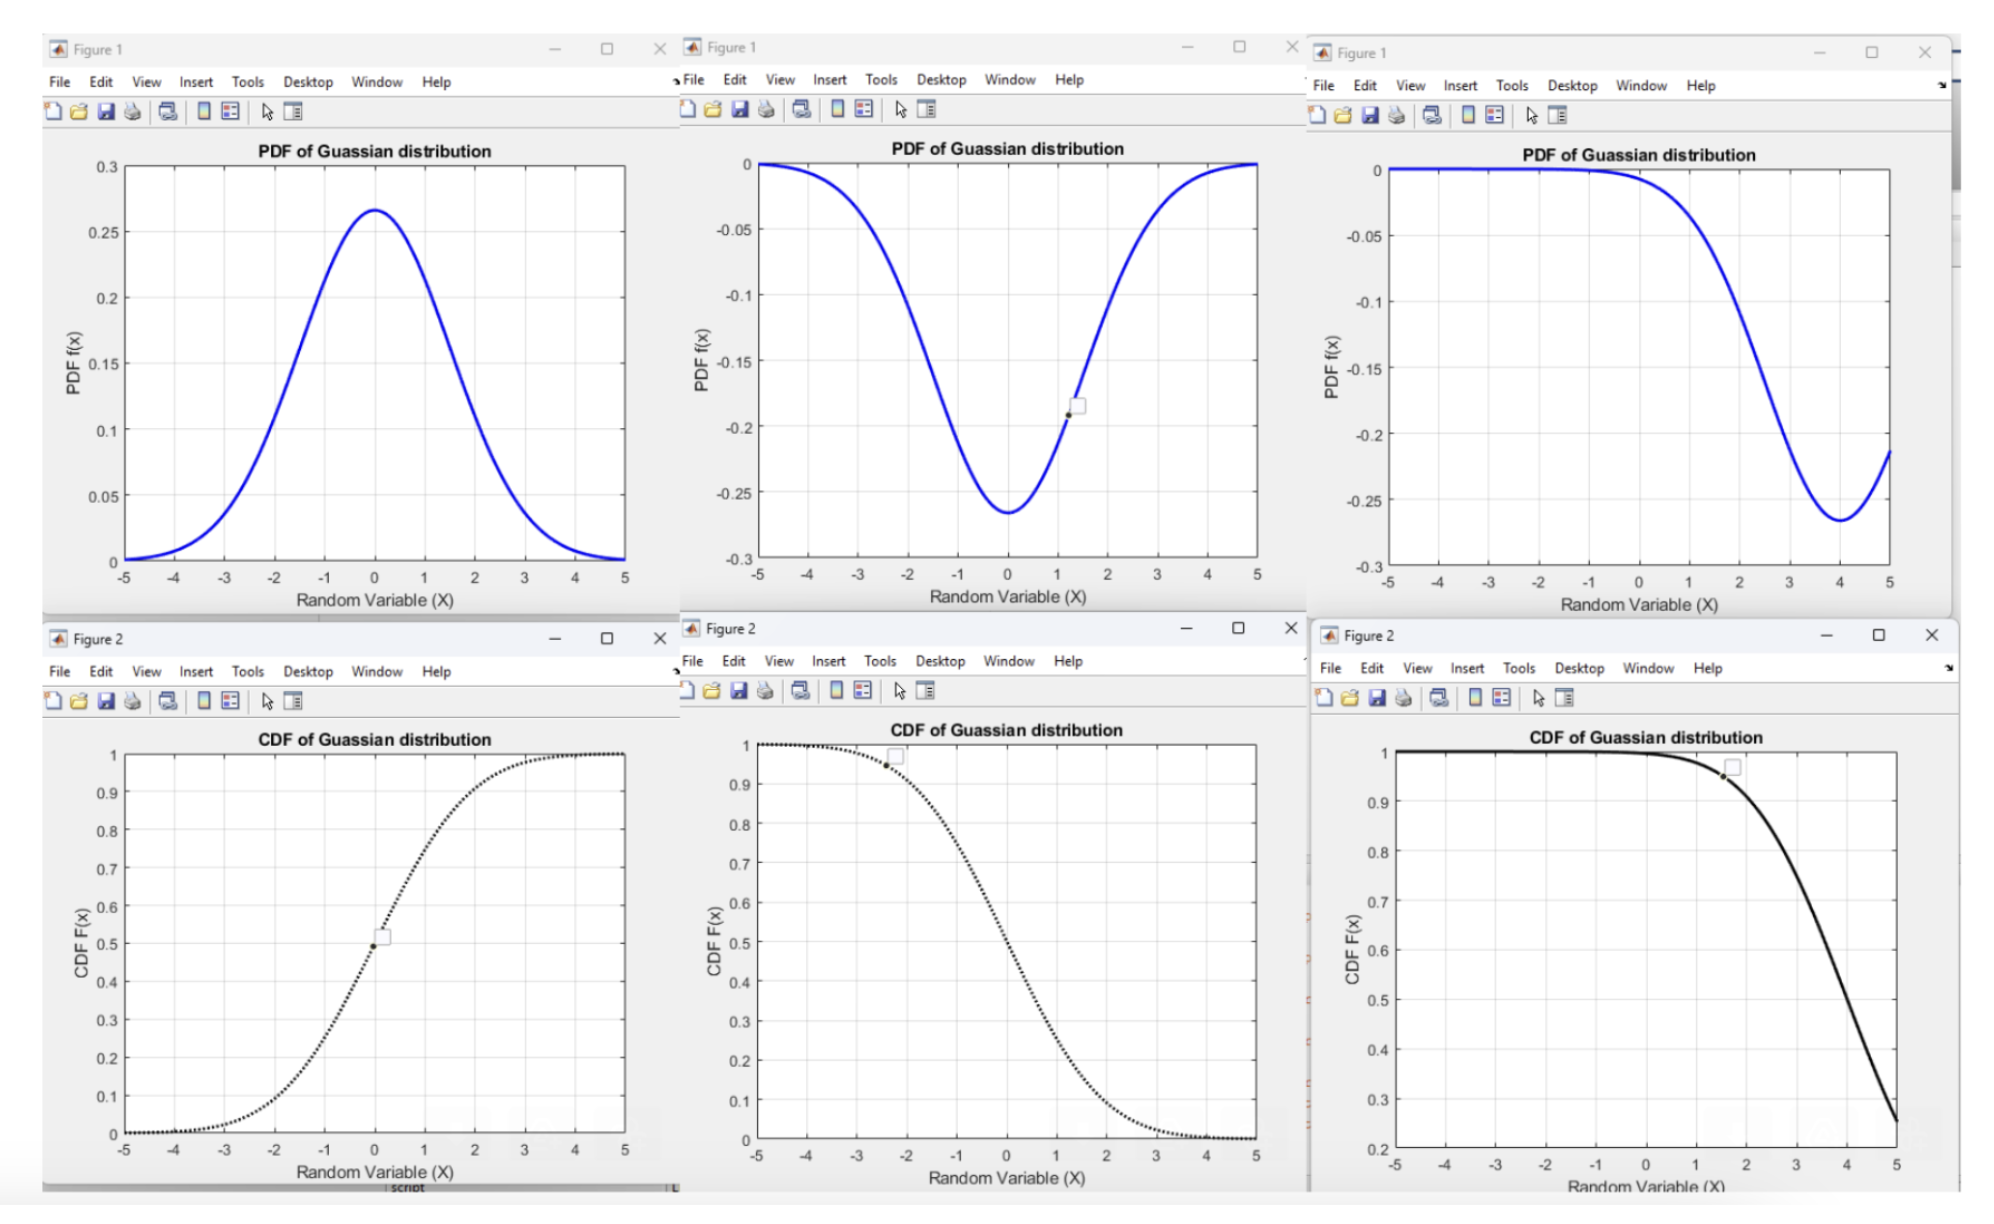 Figure 1
File Edit View Insert Tools Desktop Window Help
PDF of Guassian distribution
0.3
0.25
0.2
0.15
0.1
0.05
0
PDF f(x)
-5 -4 -3 -2 -1 0 1 2 3 4 5
Random Variable (X)
Figure 1
File Edit View Insert Tools Desktop Window Help
PDF of Guassian distribution
0
-0.05
-0.1
-0.15
-0.2
-0.25
-0.3
PDF f(x)
-5 -4 -3 -2 -1 0 1 2 3 4 5
Random Variable (X)
Figure 1
File Edit View Insert Tools Desktop Window Help
PDF of Guassian distribution
0
-0.05
-0.1
-0.15
-0.2
-0.25
-0.3
PDF f(x)
-5 -4 -3 -2 -1 0 1 2 3 4 5
Random Variable (X)
Figure 2
File Edit View Insert Tools Desktop Window Help
CDF of Guassian distribution
1
0.9
0.8
0.7
0.6
0.5
0.4
0.3
0.2
0.1
0
CDF F(x)
-5 -4 -3 -2 -1 0 1 2 3 4 5
Random Variable (X)
script
Figure 2
File Edit View Insert Tools Desktop Window Help
CDF of Guassian distribution
1
0.9
0.8
0.7
0.6
0.5
0.4
0.3
0.2
0.1
0
CDF F(x)
-5 -4 -3 -2 -1 0 1 2 3 4 5
Random Variable (X)
Figure 2
File Edit View Insert Tools Desktop Window Help
CDF of Guassian distribution
1
0.9
0.8
0.7
0.6
0.5
0.4
0.3
0.2
CDF F(x)
-5 -4 -3 -2 -1 0 1 2 3 4 5
Random Variable (X)